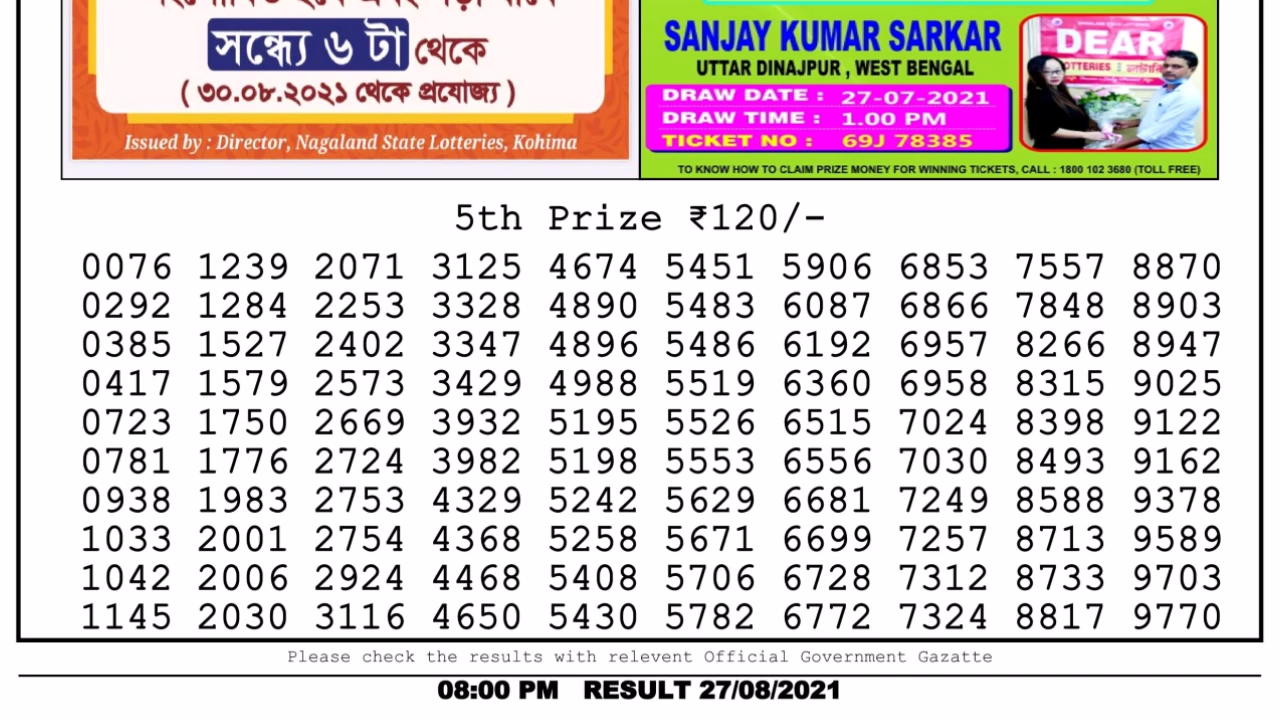 সন্ধ্যে ৬ টা থেকে
( ৩০.০৮.২০২১ থেকে প্রযোজ্য )
Issued by : Director, Nagaland State Lotteries, Kohima
SANJAY KUMAR SARKAR
UTTAR DINAJPUR , WEST BENGAL
DRAW DATE : 27-07-2021
DRAW TIME : 1.00 PM
TICKET NO : 69J 78385
DEAR
TO KNOW HOW TO CLAIM PRIZE MONEY FOR WINNING TICKETS, CALL : 1800 102 3680 (TOLL FREE)
5th Prize ₹120/-
0076 1239 2071 3125 4674 5451 5906 6853 7557 8870
0292 1284 2253 3328 4890 5483 6087 6866 7848 8903
0385 1527 2402 3347 4896 5486 6192 6957 8266 8947
0417 1579 2573 3429 4988 5519 6360 6958 8315 9025
0723 1750 2669 3932 5195 5526 6515 7024 8398 9122
0781 1776 2724 3982 5198 5553 6556 7030 8493 9162
0938 1983 2753 4329 5242 5629 6681 7249 8588 9378
1033 2001 2754 4368 5258 5671 6699 7257 8713 9589
1042 2006 2924 4468 5408 5706 6728 7312 8733 9703
1145 2030 3116 4650 5430 5782 6772 7324 8817 9770
Please check the results with relevent Official Government Gazatte
08:00 PM RESULT 27/08/2021